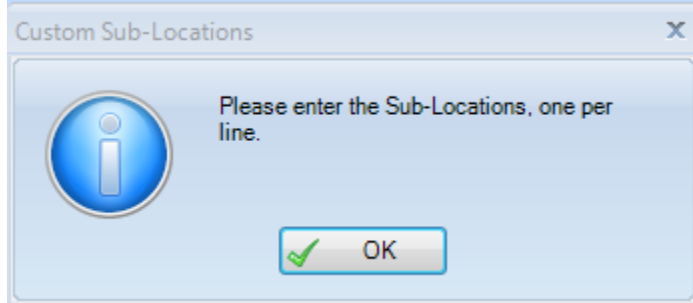 Custom Sub-Locations
Please enter the Sub-Locations, one per
line.
OK